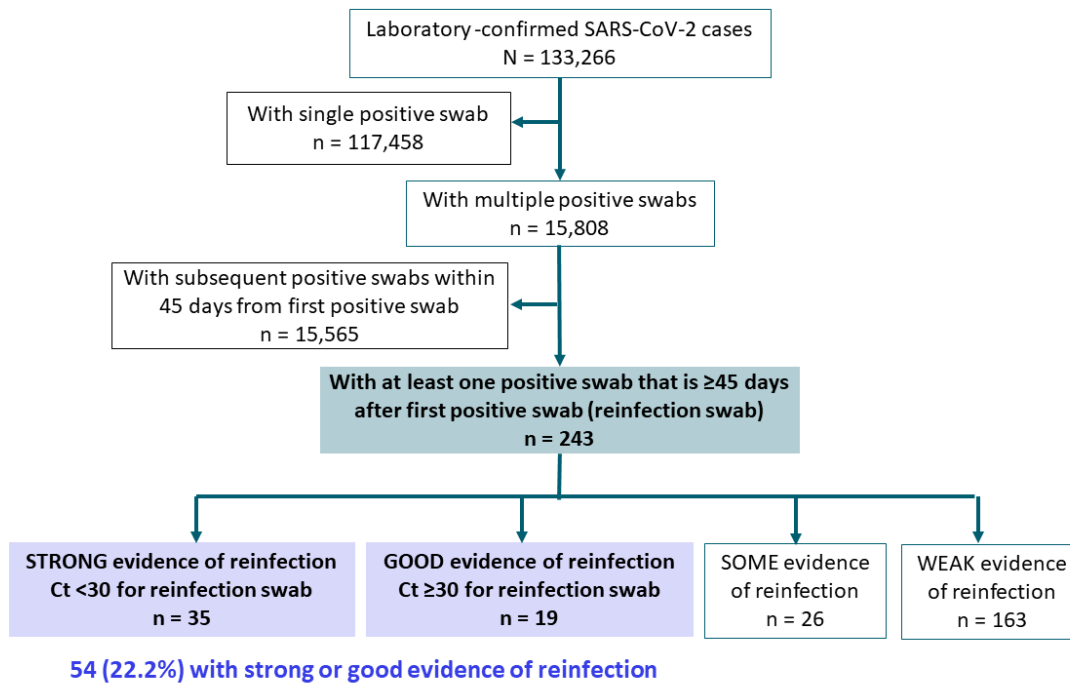 Laboratory-confirmed SARS-CoV-2 cases
N = 133,266
With single positive swab
n = 117,458
With multiple positive swabs
n = 15,808
With subsequent positive swabs within
45 days from first positive swab
n = 15,565
With at least one positive swab that is ≥45 days
after first positive swab (reinfection swab)
n = 243
STRONG evidence of reinfection
Ct <30 for reinfection swab
n = 35
GOOD evidence of reinfection
Ct ≥30 for reinfection swab
n = 19
SOME evidence
of reinfection
n = 26
WEAK evidence
of reinfection
n = 163
54 (22.2%) with strong or good evidence of reinfection